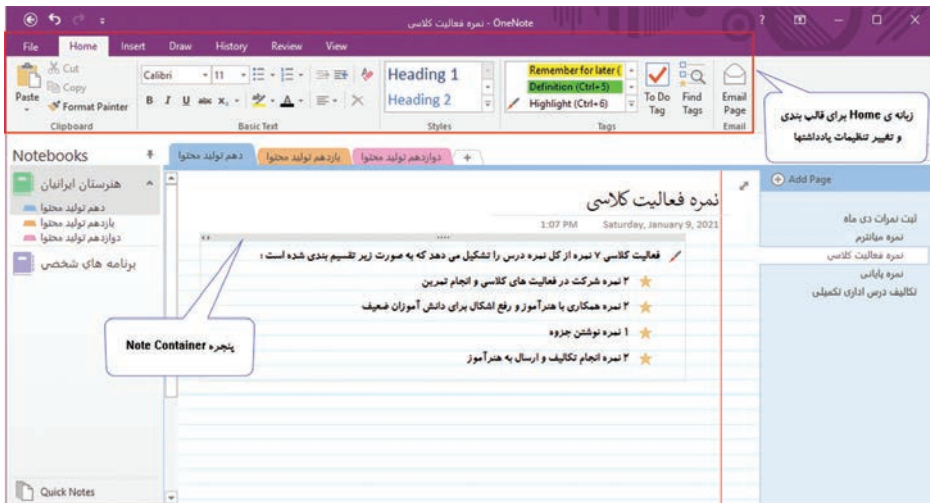 نمره فعالیت کلاسی - OneNote
File Home Insert Draw History Review View
Paste
Cut
Copy
Format Painter
Clipboard
Calibri 11
B I U abc X₂ A
Basic Text
Heading 1
Heading 2
Styles
Remember for later (
Definition (Ctrl+5)
Highlight (Ctrl+6)
To Do Tag
Find Tags
Tags
Email Page
Email
زبانه ی Home برای قالب بندی
و تغییر تنظیمات یادداشتها
Notebooks
هنرستان ایرانیان
دهم تولید محتوا
یازدهم تولید محتوا
دوازدهم تولید محتوا
برنامه های شخصی
دهم تولید محتوا یازدهم تولید محتوا دوازدهم تولید محتوا
نمره فعالیت کلاسی
1:07 PM Saturday, January 9, 2021
فعالیت کلاسی ۷ نمره از کل نمره درس را تشکیل می دهد که به صورت زیر تقسیم بندی شده است :
۲ نمره شرکت در فعالیت های کلاسی و انجام تمرین
۲ نمره همکاری با هنرآموز و رفع اشکال برای دانش آموزان ضعیف
۱ نمره نوشتن جزوه
۲ نمره انجام تکالیف و ارسال به هنرآموز
پنجره Note Container
Add Page
ثبت نمرات دی ماه
نمره میانترم
نمره فعالیت کلاسی
نمره پایانی
تکالیف درس اداری تکمیلی
Quick Notes